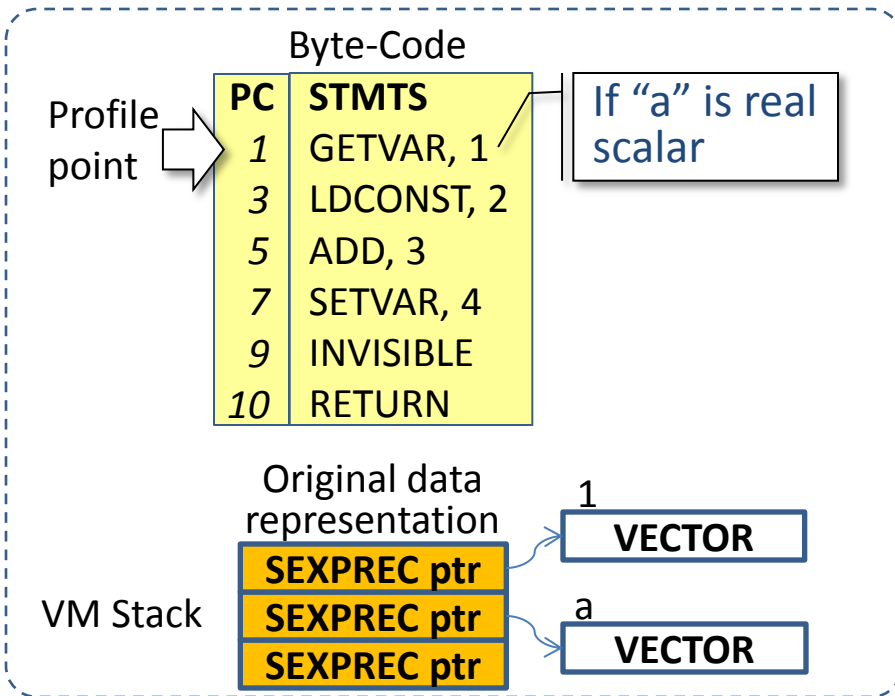 Byte-Code
PC STMTS
1 GETVAR, 1
3 LDCONST, 2
5 ADD, 3
7 SETVAR, 4
9 INVISIBLE
10 RETURN
Profile
point
If “a” is real
scalar
Original data
representation
VM Stack
SEXPREC ptr
SEXPREC ptr
SEXPREC ptr
1
VECTOR
a
VECTOR